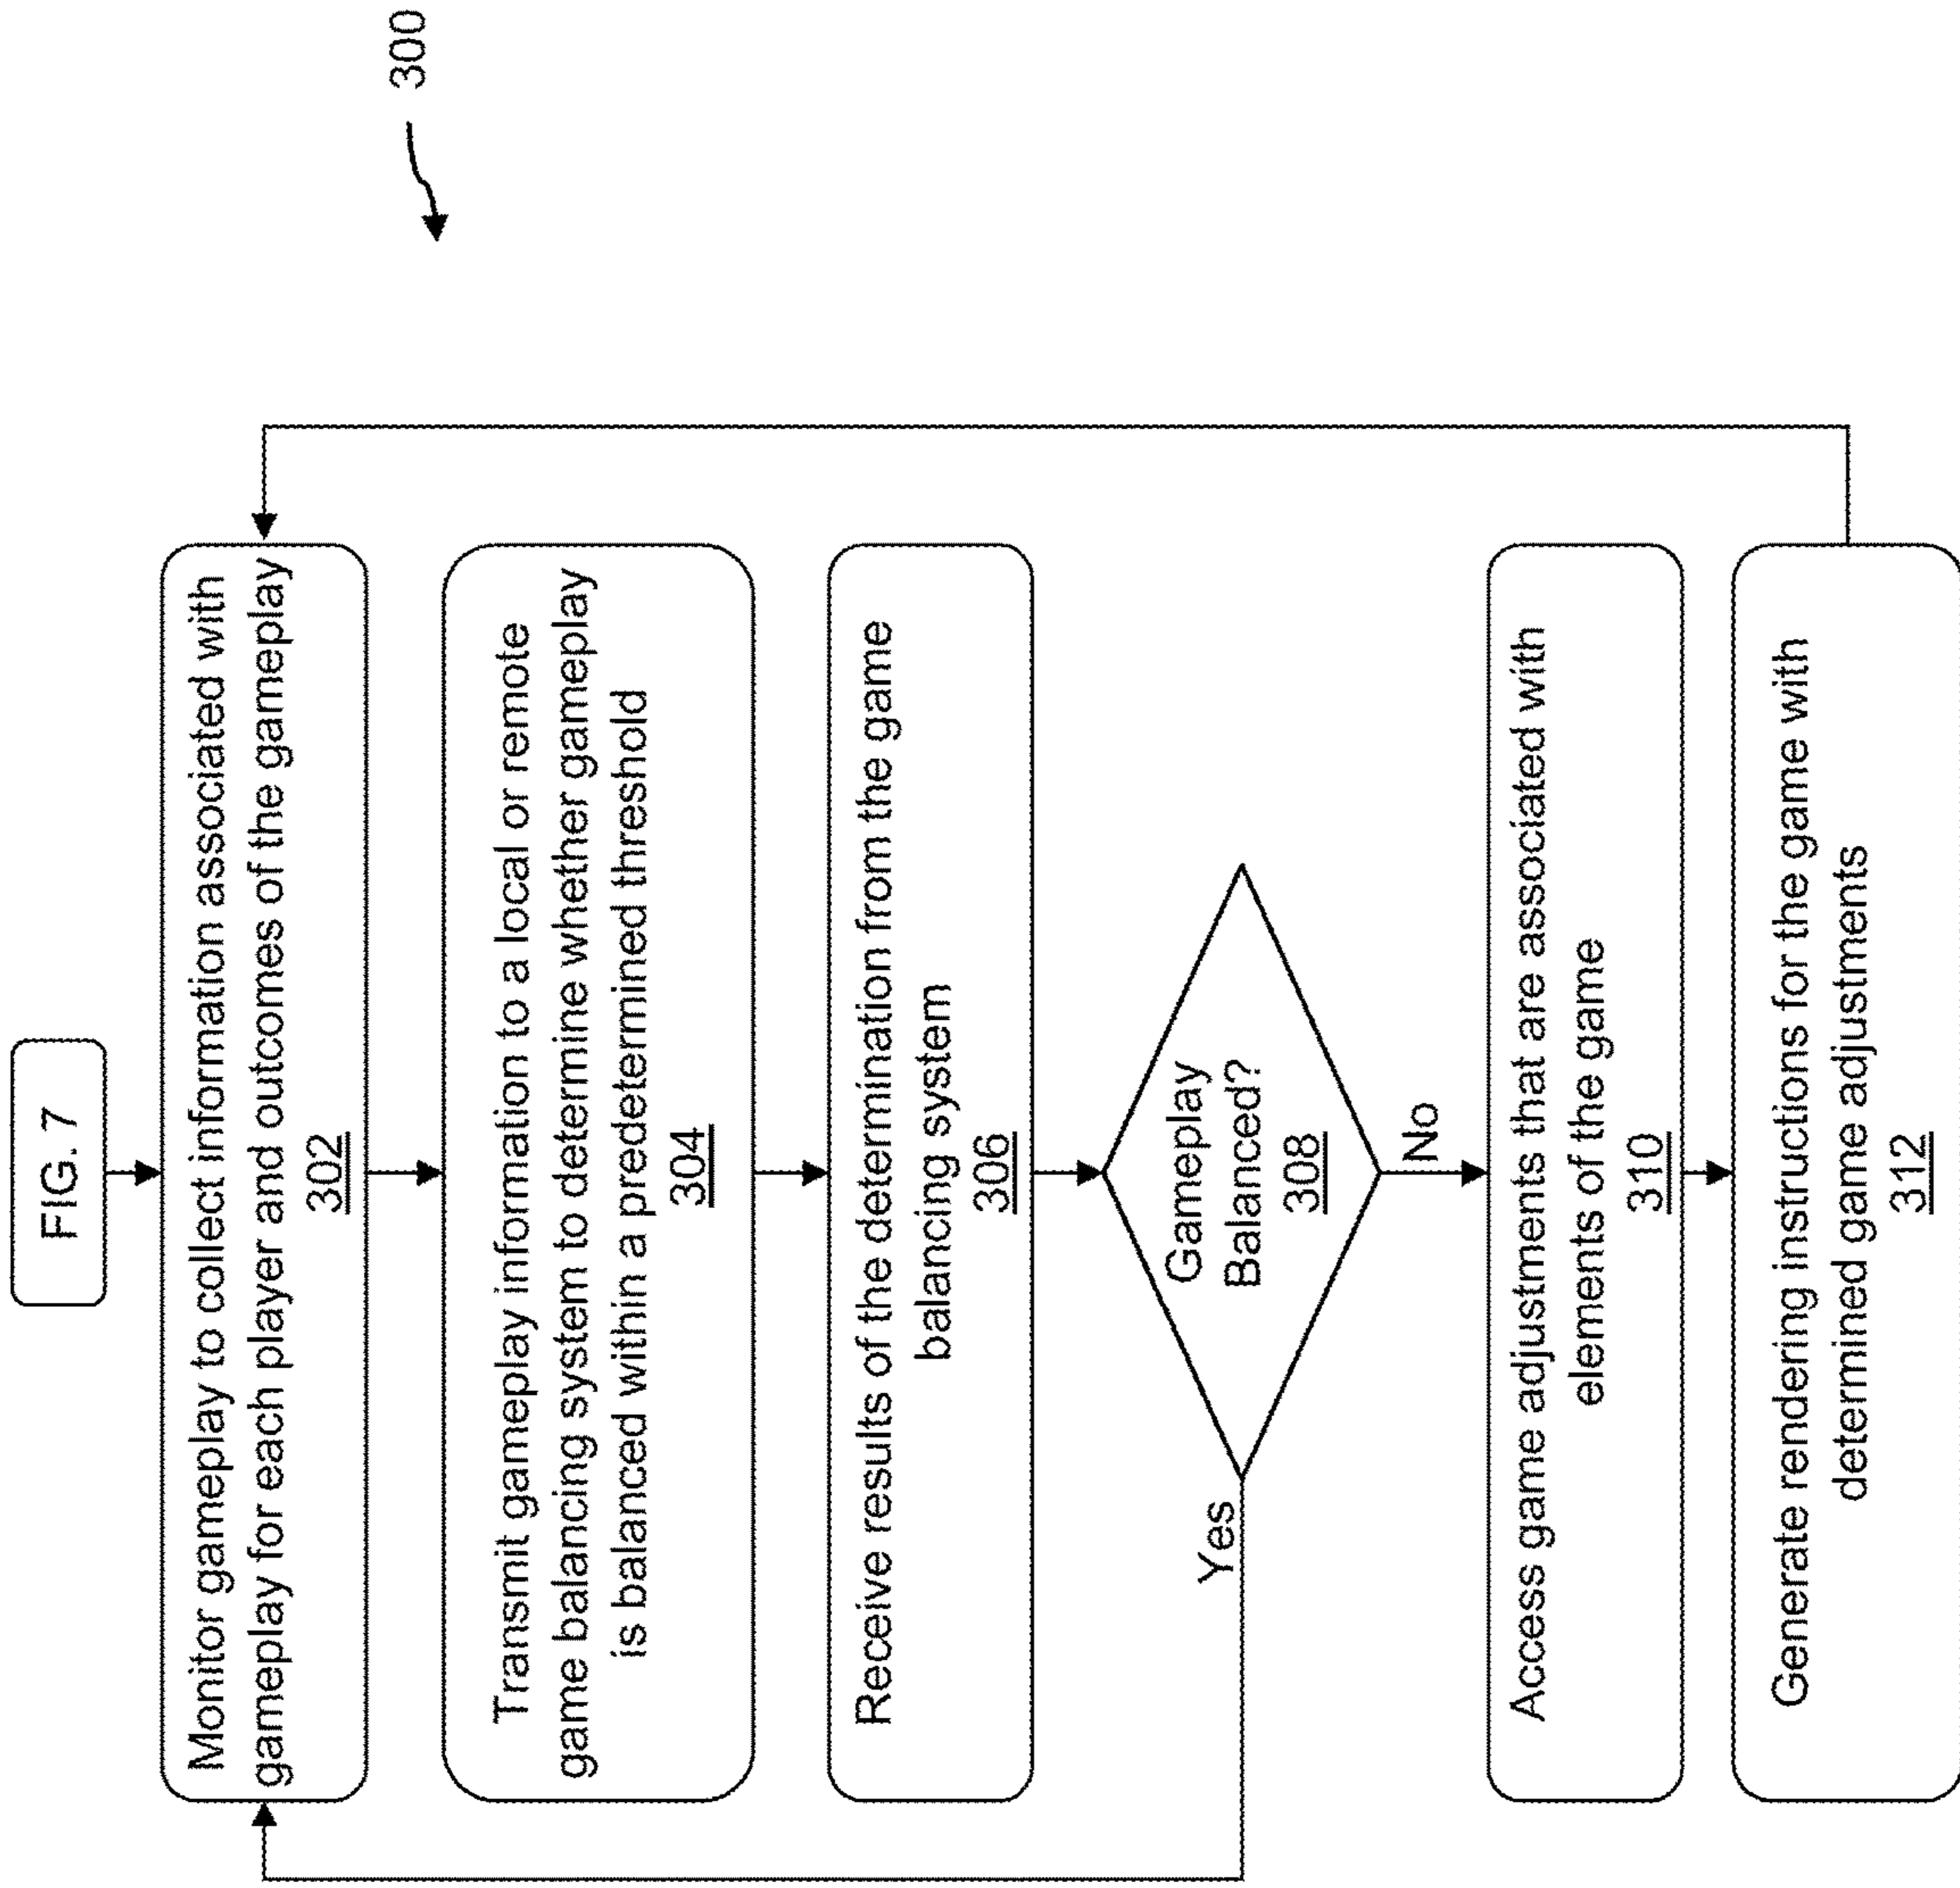 FIG. 7
300
Monitor gameplay to collect information associated with
gameplay for each player and outcomes of the gameplay
302
Transmit gameplay information to a local or remote
game balancing system to determine whether gameplay
is balanced within a predetermined threshold
304
Receive results of the determination from the game
balancing system
306
Gameplay
Balanced?
308
Yes
No
Access game adjustments that are associated with
elements of the game
310
Generate rendering instructions for the game with
determined game adjustments
312